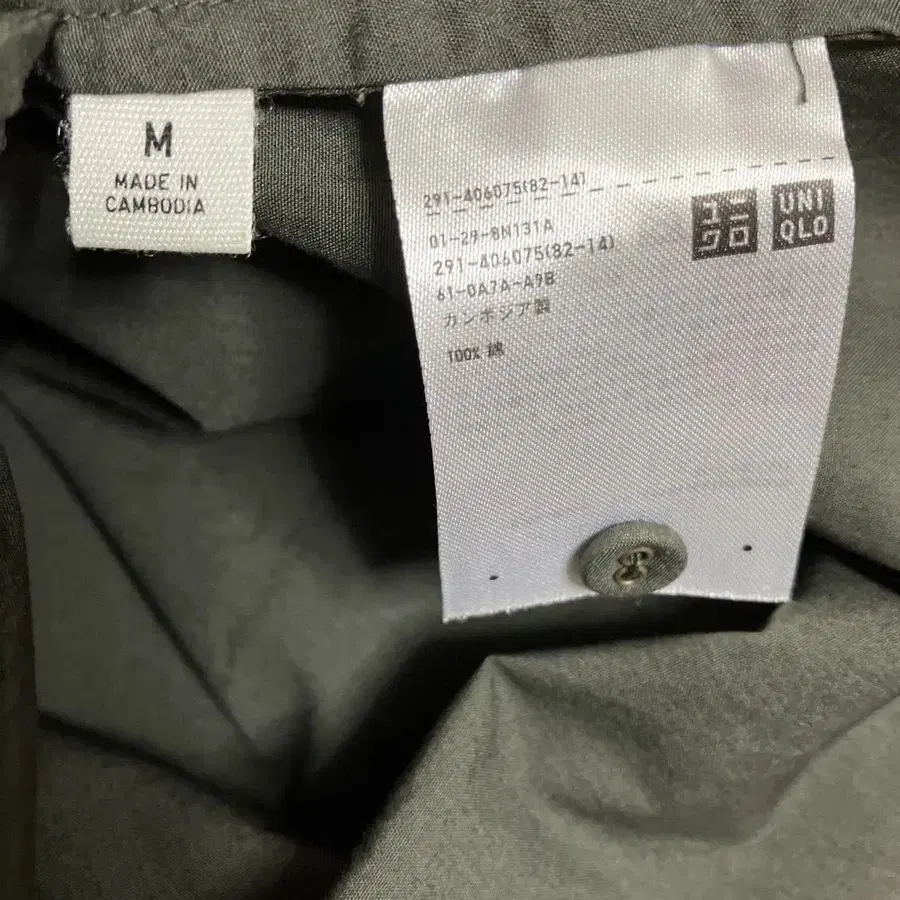 M
MADE IN
CAMBODIA
291-406075(82-14)
01-29-8N131A
291-406075(82-14)
61-0A7A-A9B
カンボジア製
100% 綿
ユニ
クロ
UNI
QLO